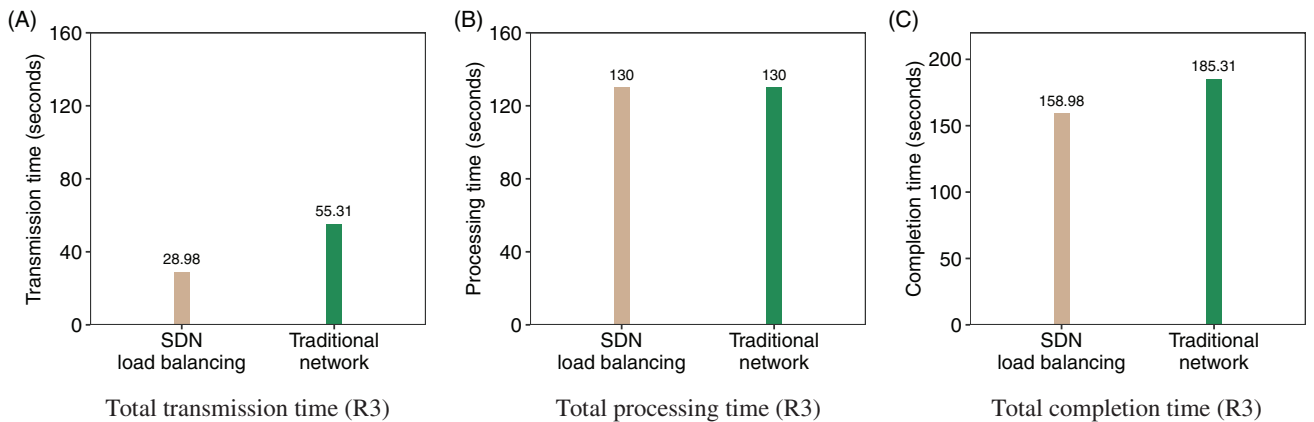 (A)
Transmission time (seconds)
160
120
80
40
0
28.98
55.31
SDN
load balancing
Traditional
network
Total transmission time (R3)
(B)
Processing time (seconds)
160
120
80
40
0
130
130
SDN
load balancing
Traditional
network
Total processing time (R3)
(C)
Completion time (seconds)
200
150
100
50
0
158.98
185.31
SDN
load balancing
Traditional
network
Total completion time (R3)